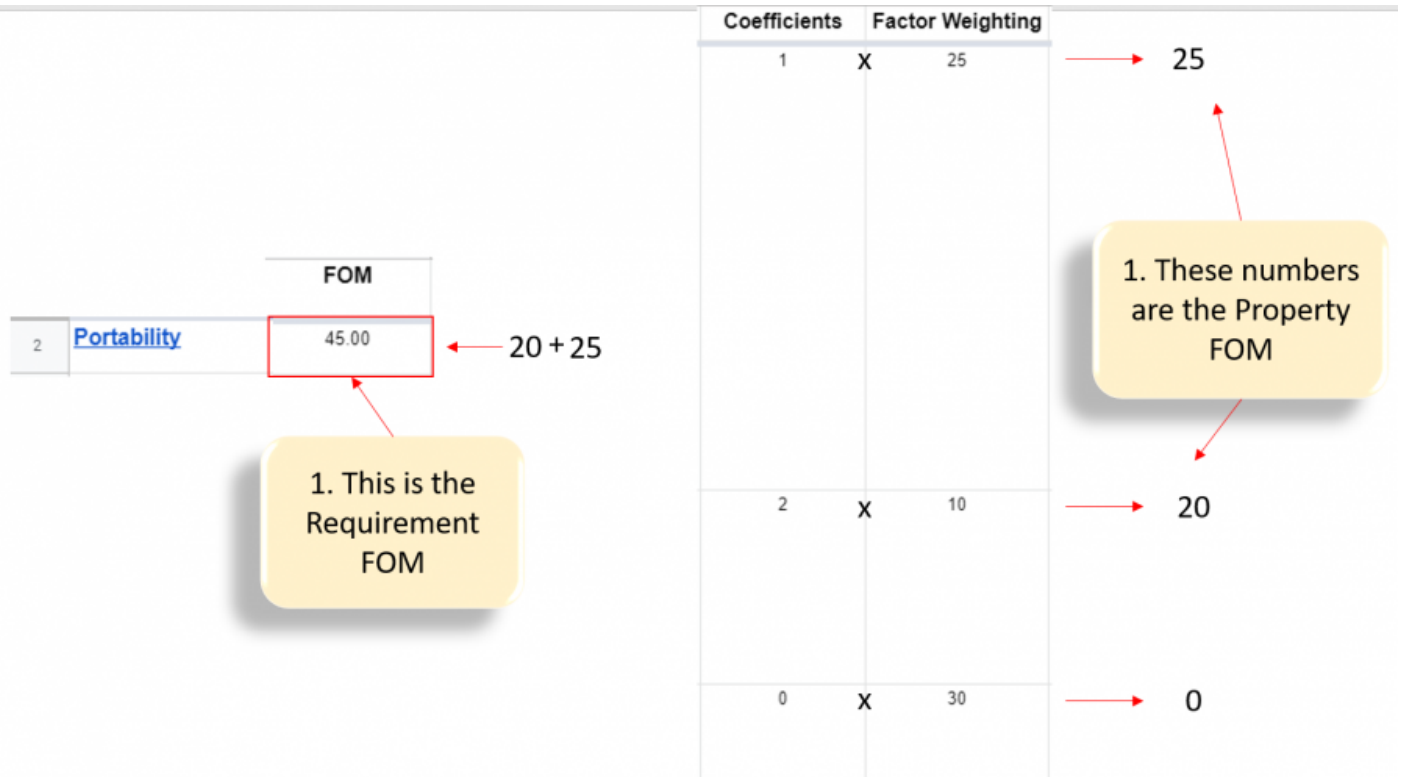 Coefficients Factor Weighting
1 X 25 25
1. These numbers
are the Property
FOM
FOM
2 Portability 45.00 20 + 25
1. This is the
Requirement
FOM
2 X 10 20
0 X 30 0